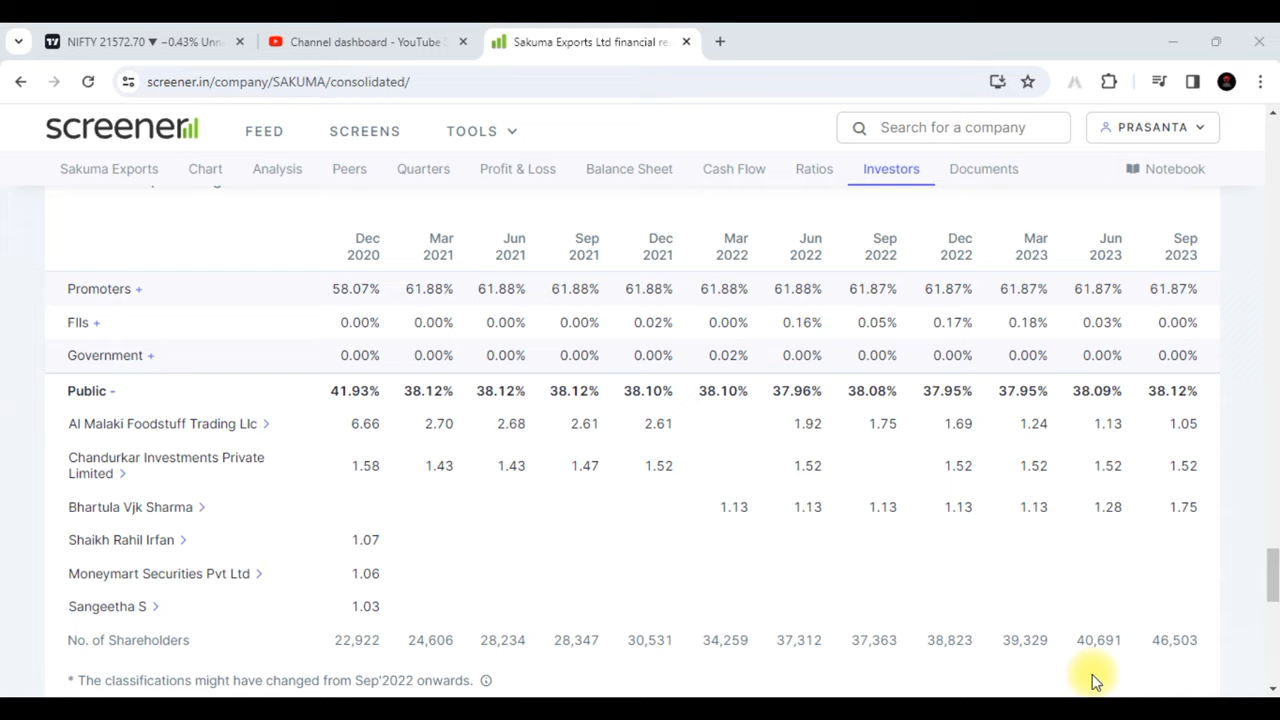 NIFTY 21572.70 ▼ −0.43% Unn
Channel dashboard - YouTube
Sakuma Exports Ltd financial re
screener.in/company/SAKUMA/consolidated/
screener
FEED
SCREENS
TOOLS
Search for a company
PRASANTA
Sakuma Exports Chart Analysis Peers Quarters Profit & Loss Balance Sheet Cash Flow Ratios Investors Documents Notebook
Dec Mar Jun Sep Dec Mar Jun Sep Dec Mar Jun Sep
2020 2021 2021 2021 2021 2022 2022 2022 2022 2023 2023 2023
Promoters + 58.07% 61.88% 61.88% 61.88% 61.88% 61.88% 61.88% 61.87% 61.87% 61.87% 61.87% 61.87%
FIIs + 0.00% 0.00% 0.00% 0.00% 0.02% 0.00% 0.16% 0.05% 0.17% 0.18% 0.03% 0.00%
Government + 0.00% 0.00% 0.00% 0.00% 0.00% 0.02% 0.00% 0.00% 0.00% 0.00% 0.00% 0.00%
Public - 41.93% 38.12% 38.12% 38.12% 38.10% 38.10% 37.96% 38.08% 37.95% 37.95% 38.09% 38.12%
Al Malaki Foodstuff Trading Llc 6.66 2.70 2.68 2.61 2.61 1.92 1.75 1.69 1.24 1.13 1.05
Chandurkar Investments Private
Limited 1.58 1.43 1.43 1.47 1.52 1.52 1.52 1.52 1.52 1.52
Bhartula Vjk Sharma 1.13 1.13 1.13 1.13 1.13 1.28 1.75
Shaikh Rahil Irfan 1.07
Moneymart Securities Pvt Ltd 1.06
Sangeetha S 1.03
No. of Shareholders 22,922 24,606 28,234 28,347 30,531 34,259 37,312 37,363 38,823 39,329 40,691 46,503
* The classifications might have changed from Sep'2022 onwards.